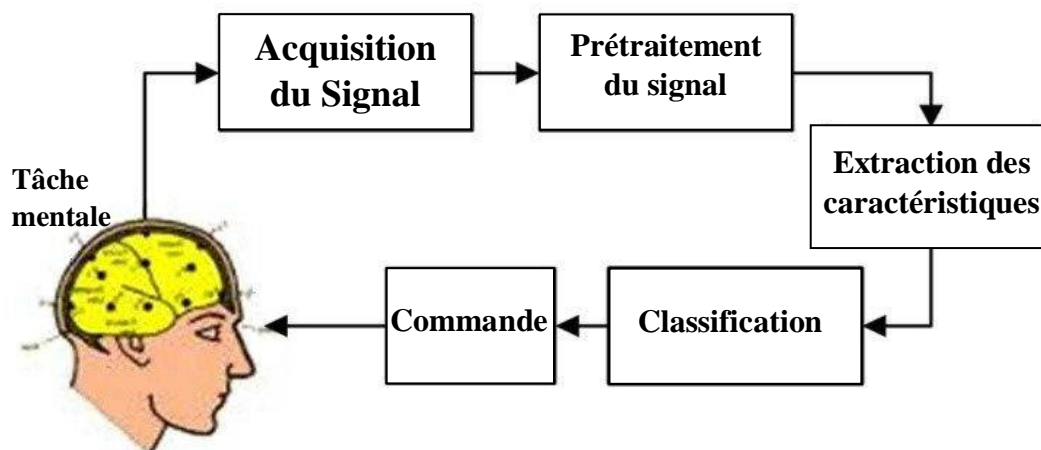 Acquisition
du Signal
Prétraitement
du signal
Extraction des
caractéristiques
Tâche
mentale
Commande
Classification